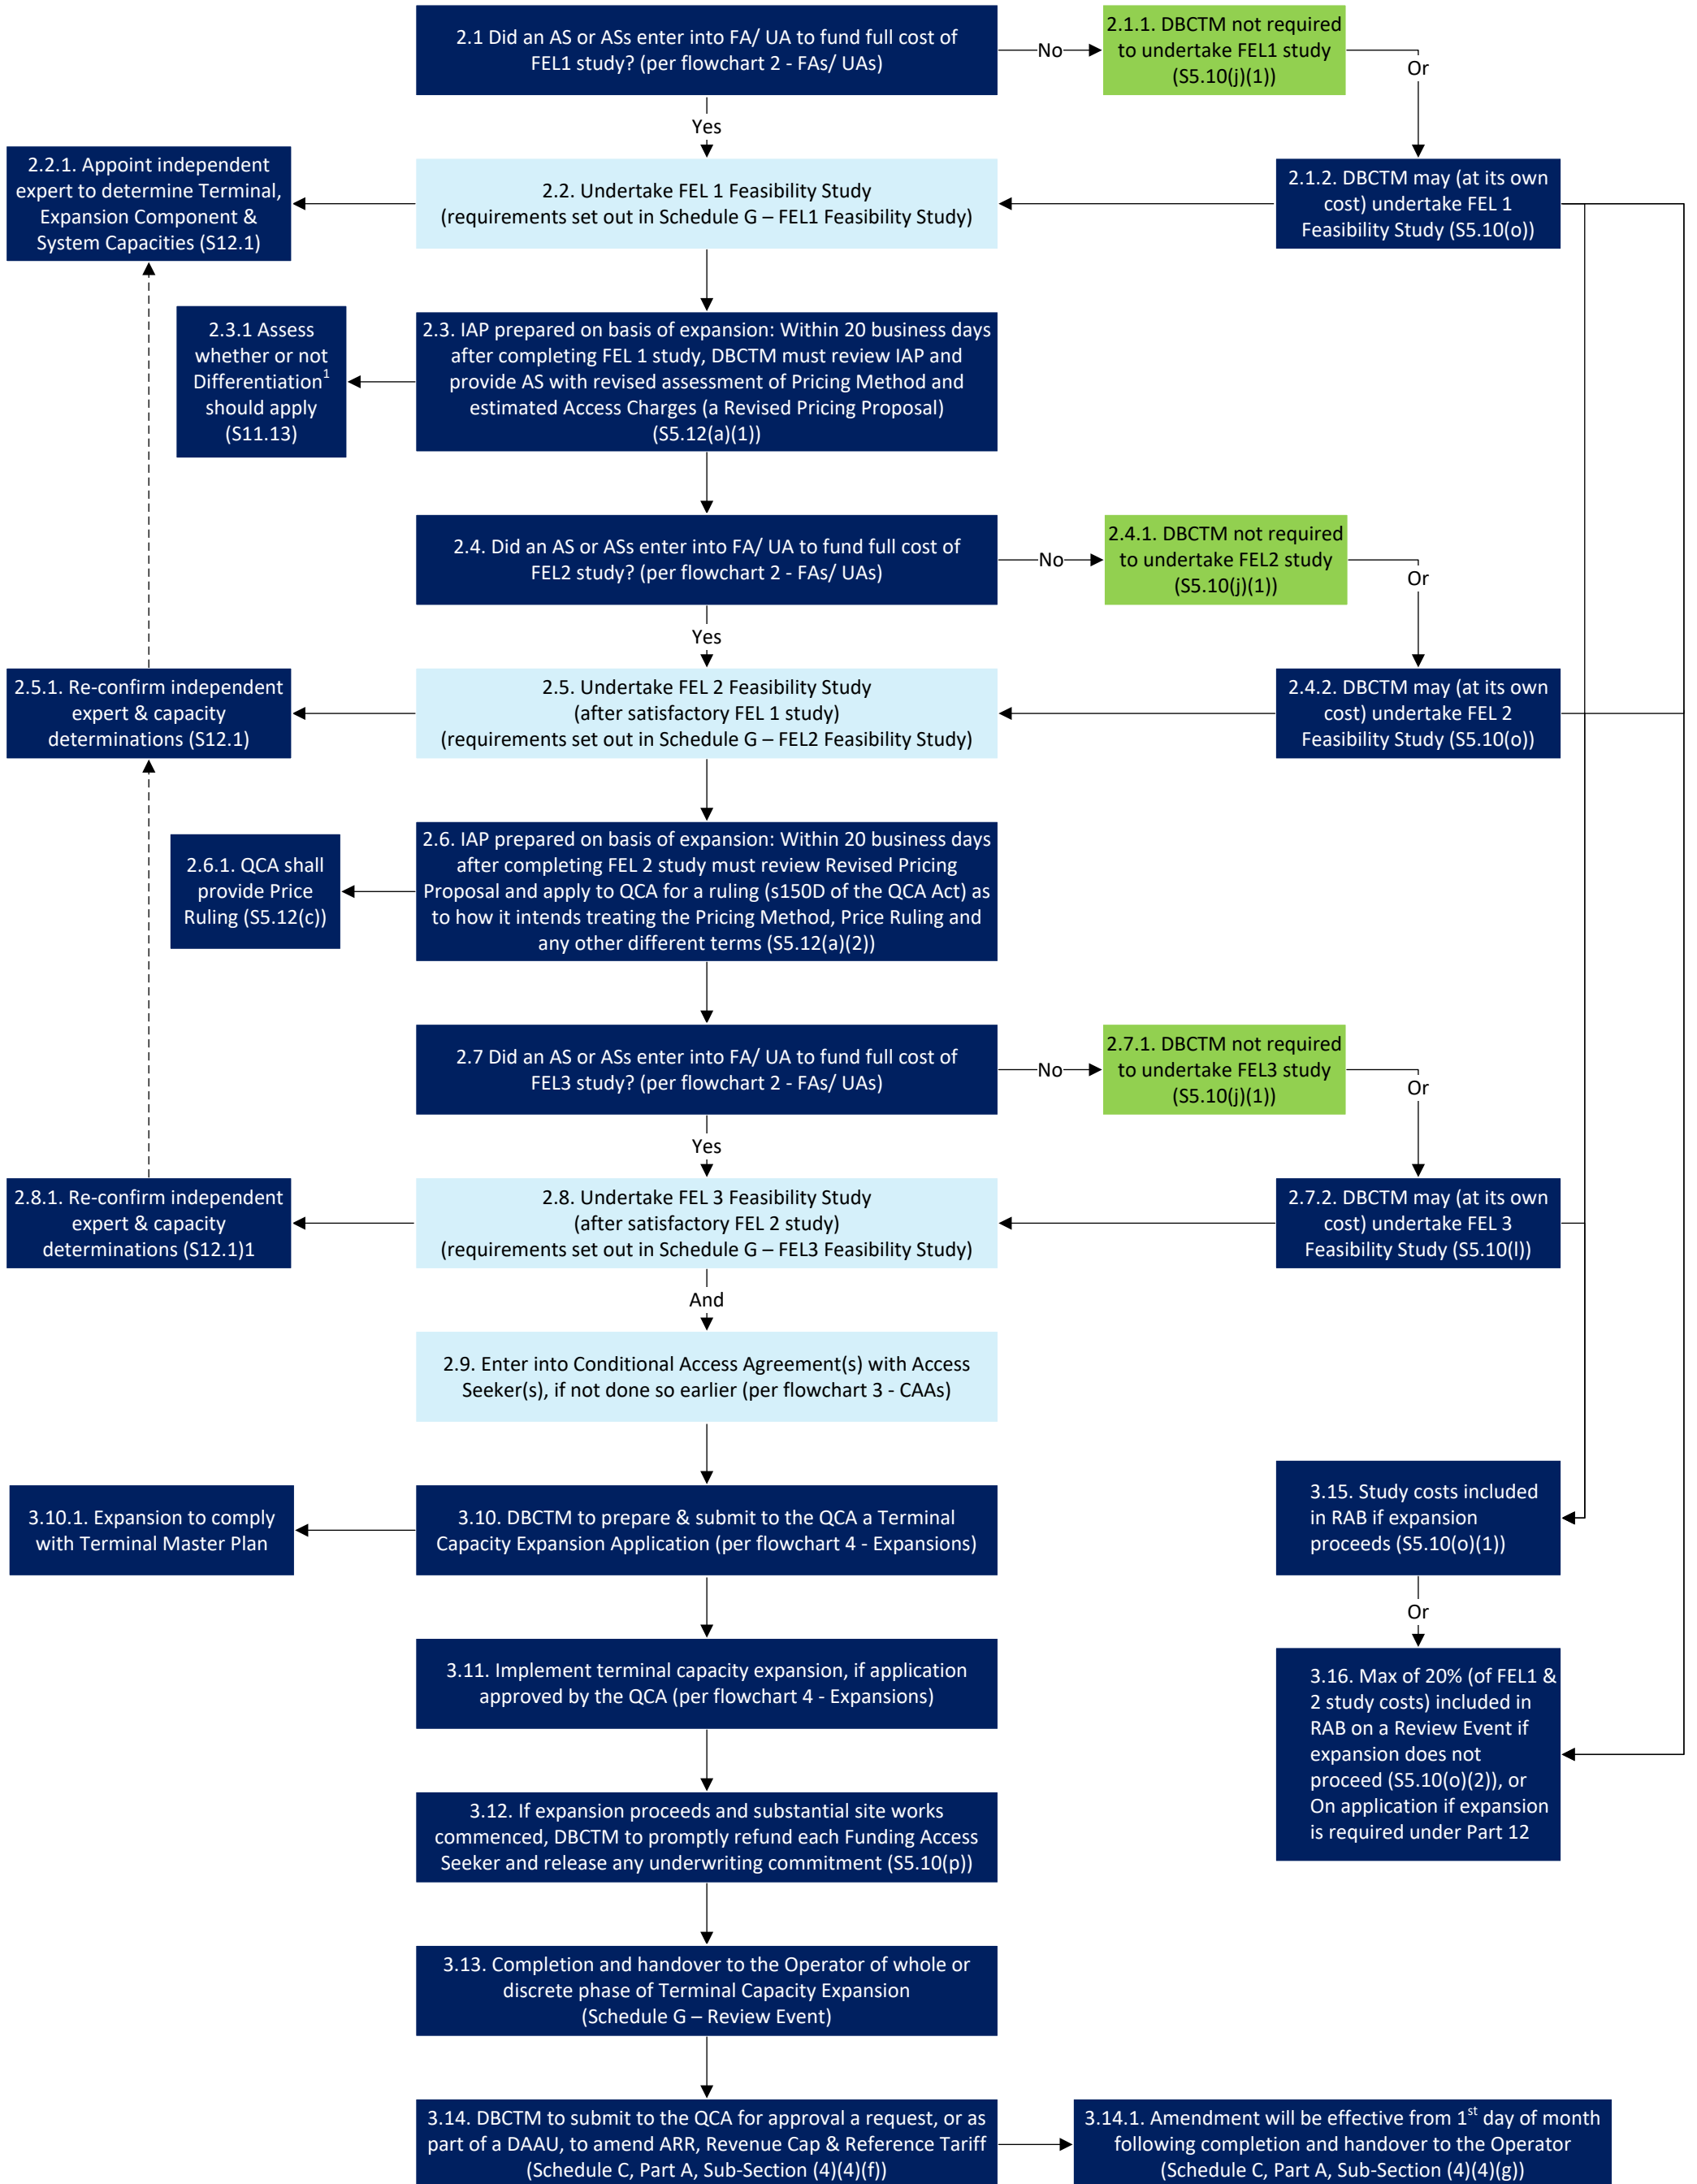 2.1 Did an AS or ASs enter into FA/ UA to fund full cost of
FEL1 study? (per flowchart 2 - FAs/ UAs)
No
2.1.1. DBCTM not required
to undertake FEL1 study
(S5.10(j)(1))
Or
Yes
2.2.1. Appoint independent
expert to determine Terminal,
Expansion Component &
System Capacities (S12.1)
2.2. Undertake FEL 1 Feasibility Study
(requirements set out in Schedule G – FEL1 Feasibility Study)
2.1.2. DBCTM may (at its own
cost) undertake FEL 1
Feasibility Study (S5.10(o))
2.3.1 Assess
whether or not
Differentiation1
should apply
(S11.13)
2.3. IAP prepared on basis of expansion: Within 20 business days
after completing FEL 1 study, DBCTM must review IAP and
provide AS with revised assessment of Pricing Method and
estimated Access Charges (a Revised Pricing Proposal)
(S5.12(a)(1))
2.4. Did an AS or ASs enter into FA/ UA to fund full cost of
FEL2 study? (per flowchart 2 - FAs/ UAs)
No
2.4.1. DBCTM not required
to undertake FEL2 study
(S5.10(j)(1))
Or
Yes
2.5.1. Re-confirm independent
expert & capacity
determinations (S12.1)
2.5. Undertake FEL 2 Feasibility Study
(after satisfactory FEL 1 study)
(requirements set out in Schedule G – FEL2 Feasibility Study)
2.4.2. DBCTM may (at its own
cost) undertake FEL 2
Feasibility Study (S5.10(o))
2.6.1. QCA shall
provide Price
Ruling (S5.12(c))
2.6. IAP prepared on basis of expansion: Within 20 business days
after completing FEL 2 study must review Revised Pricing
Proposal and apply to QCA for a ruling (s150D of the QCA Act) as
to how it intends treating the Pricing Method, Price Ruling and
any other different terms (S5.12(a)(2))
2.7 Did an AS or ASs enter into FA/ UA to fund full cost of
FEL3 study? (per flowchart 2 - FAs/ UAs)
No
2.7.1. DBCTM not required
to undertake FEL3 study
(S5.10(j)(1))
Or
Yes
2.8.1. Re-confirm independent
expert & capacity
determinations (S12.1)1
2.8. Undertake FEL 3 Feasibility Study
(after satisfactory FEL 2 study)
(requirements set out in Schedule G – FEL3 Feasibility Study)
2.7.2. DBCTM may (at its own
cost) undertake FEL 3
Feasibility Study (S5.10(l))
And
2.9. Enter into Conditional Access Agreement(s) with Access
Seeker(s), if not done so earlier (per flowchart 3 - CAAs)
3.10.1. Expansion to comply
with Terminal Master Plan
3.10. DBCTM to prepare & submit to the QCA a Terminal
Capacity Expansion Application (per flowchart 4 - Expansions)
3.15. Study costs included
in RAB if expansion
proceeds (S5.10(o)(1))
Or
3.11. Implement terminal capacity expansion, if application
approved by the QCA (per flowchart 4 - Expansions)
3.16. Max of 20% (of FEL1 &
2 study costs) included in
RAB on a Review Event if
expansion does not
proceed (S5.10(o)(2)), or
On application if expansion
is required under Part 12
3.12. If expansion proceeds and substantial site works
commenced, DBCTM to promptly refund each Funding Access
Seeker and release any underwriting commitment (S5.10(p))
3.13. Completion and handover to the Operator of whole or
discrete phase of Terminal Capacity Expansion
(Schedule G – Review Event)
3.14. DBCTM to submit to the QCA for approval a request, or as
part of a DAAU, to amend ARR, Revenue Cap & Reference Tariff
(Schedule C, Part A, Sub-Section (4)(4)(f))
3.14.1. Amendment will be effective from 1st day of month
following completion and handover to the Operator
(Schedule C, Part A, Sub-Section (4)(4)(g))